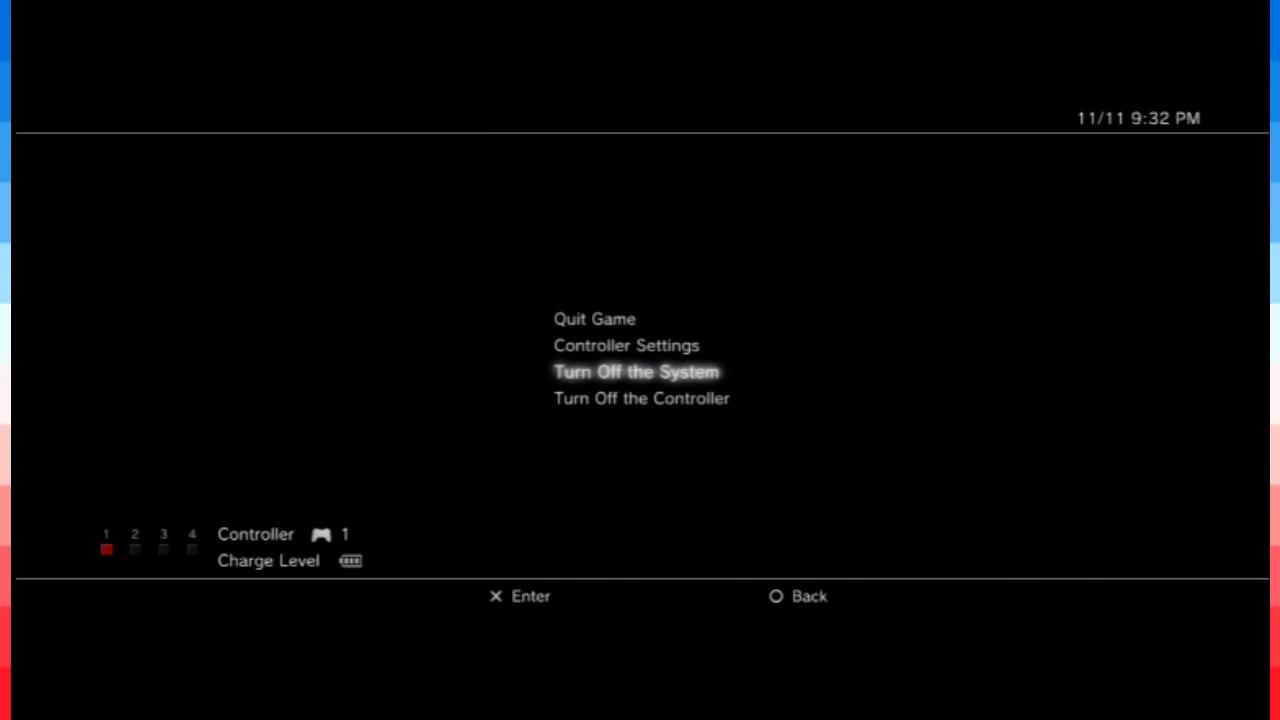 11/11 9:32 PM
Quit Game
Controller Settings
Turn Off the System
Turn Off the Controller
1 2 3 4 Controller 1
Charge Level
X Enter O Back